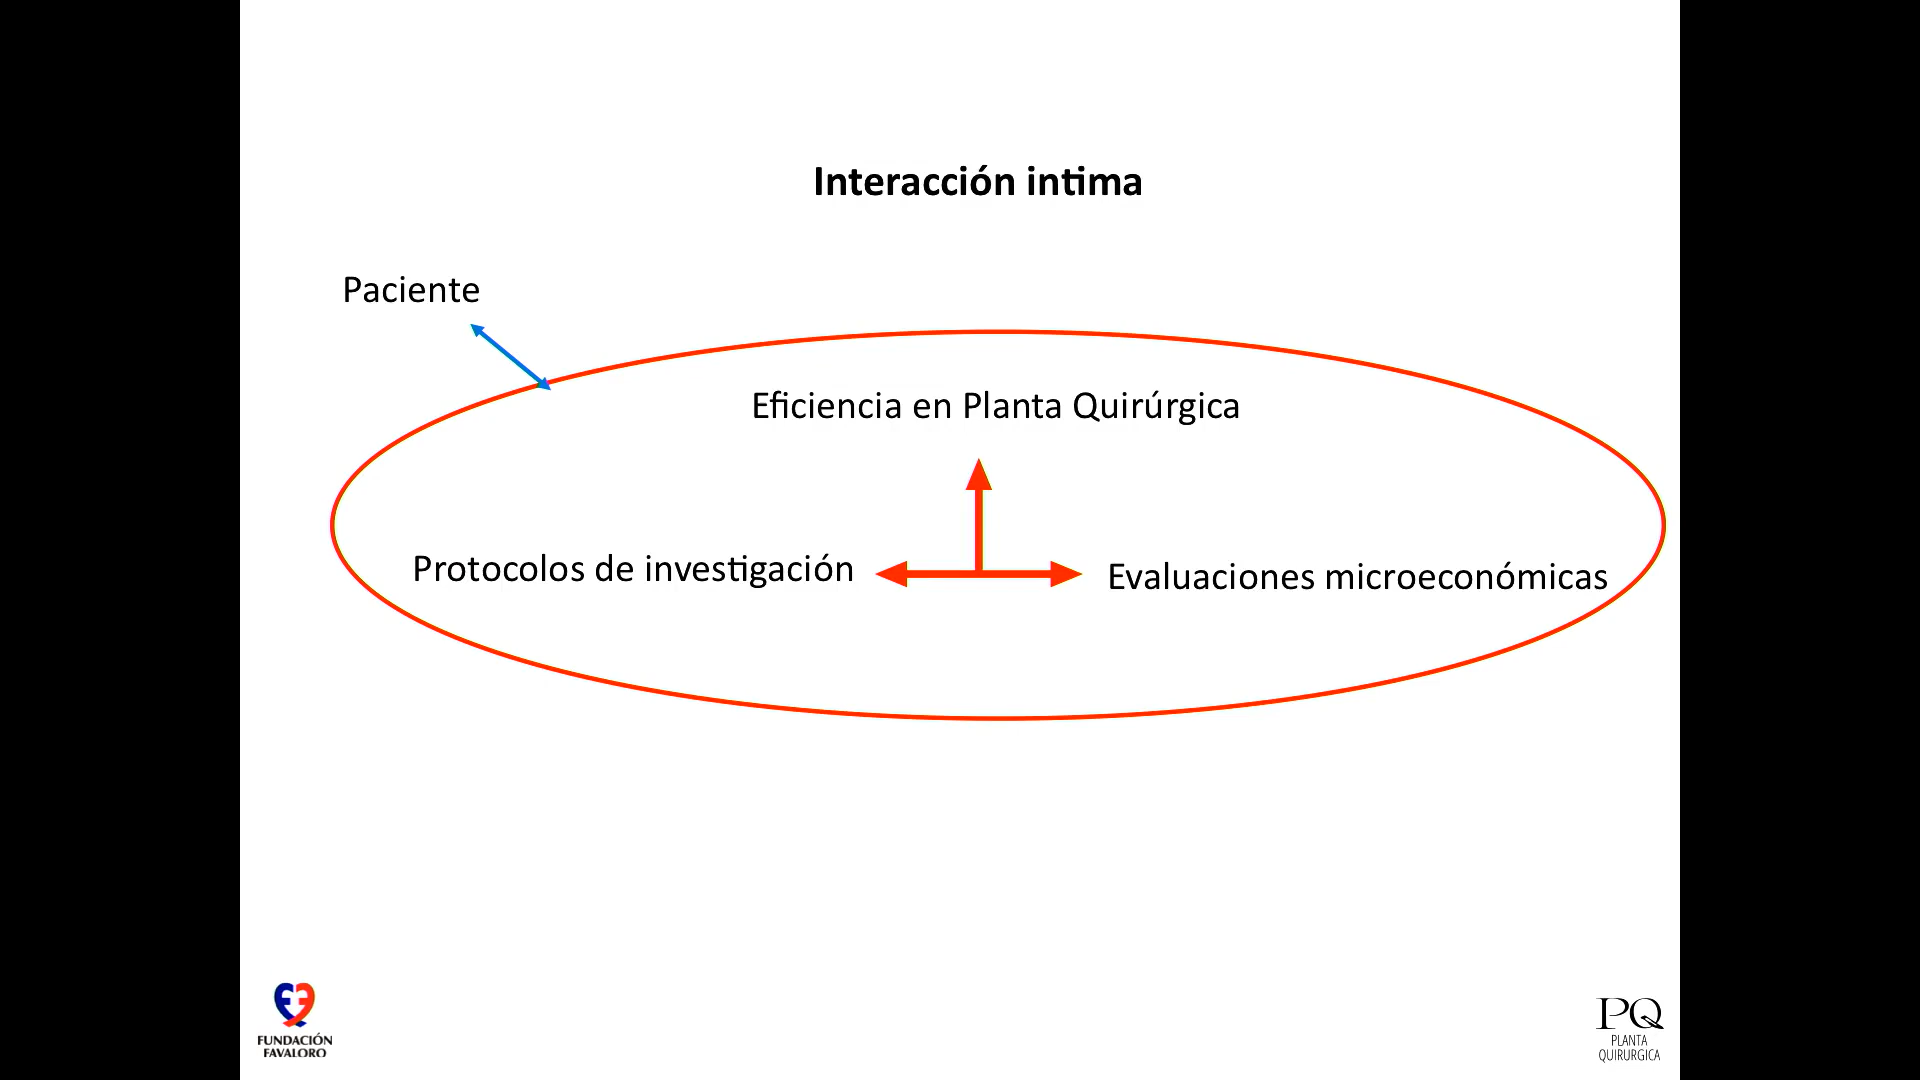 Interacción intima
Paciente
Eficiencia en Planta Quirúrgica
Protocolos de investigación
Evaluaciones microeconómicas
FUNDACIÓN
FAVALORO
PQ
PLANTA
QUIRURGICA